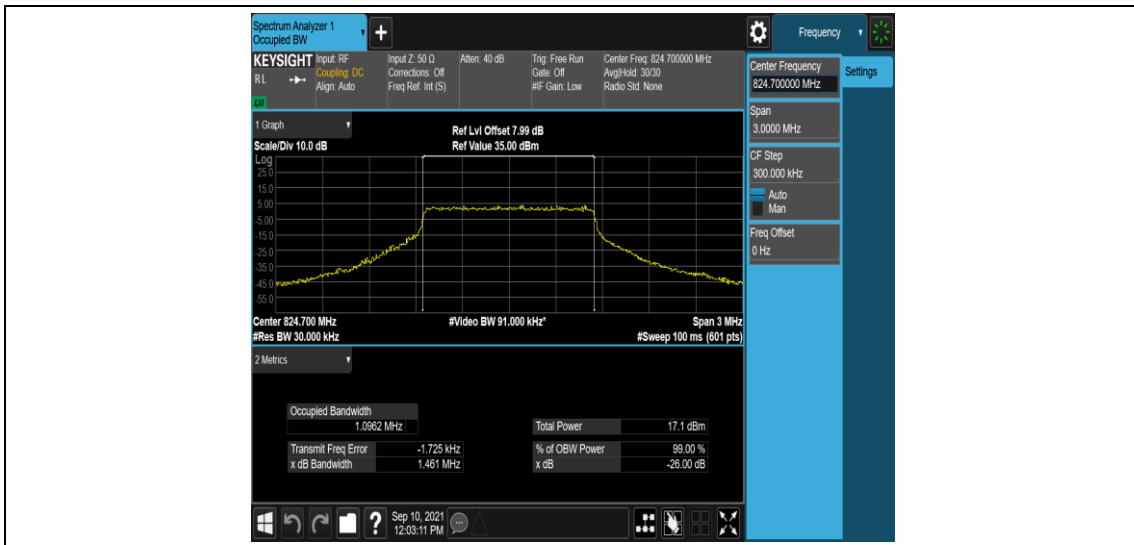 Spectrum Analyzer 1
Occupied BW
+
Frequency
KEYSIGHT
RL
Input: RF
Coupling: DC
Align: Auto
Input Z: 50 Ω
Corrections: Off
Freq Ref: Int (S)
Atten: 40 dB
Trig: Free Run
Gate: Off
#IF Gain: Low
Center Freq: 824.700000 MHz
Avg|Hold: 30/30
Radio Std: None
Center Frequency
824.700000 MHz
Settings
Span
3.0000 MHz
CF Step
300.000 kHz
Auto
Man
Freq Offset
0 Hz
1 Graph
Ref Lvl Offset 7.99 dB
Scale/Div 10.0 dB
Ref Value 35.00 dBm
Log
25.0
15.0
5.00
-5.00
-15.0
-25.0
-35.0
-45.0
-55.0
Center 824.700 MHz
#Video BW 91.000 kHz*
Span 3 MHz
#Res BW 30.000 kHz
#Sweep 100 ms (601 pts)
2 Metrics
Occupied Bandwidth
1.0962 MHz
Total Power 17.1 dBm
Transmit Freq Error -1.725 kHz
% of OBW Power 99.00 %
x dB Bandwidth 1.461 MHz
x dB -26.00 dB
?
Sep 10, 2021
12:03:11 PM